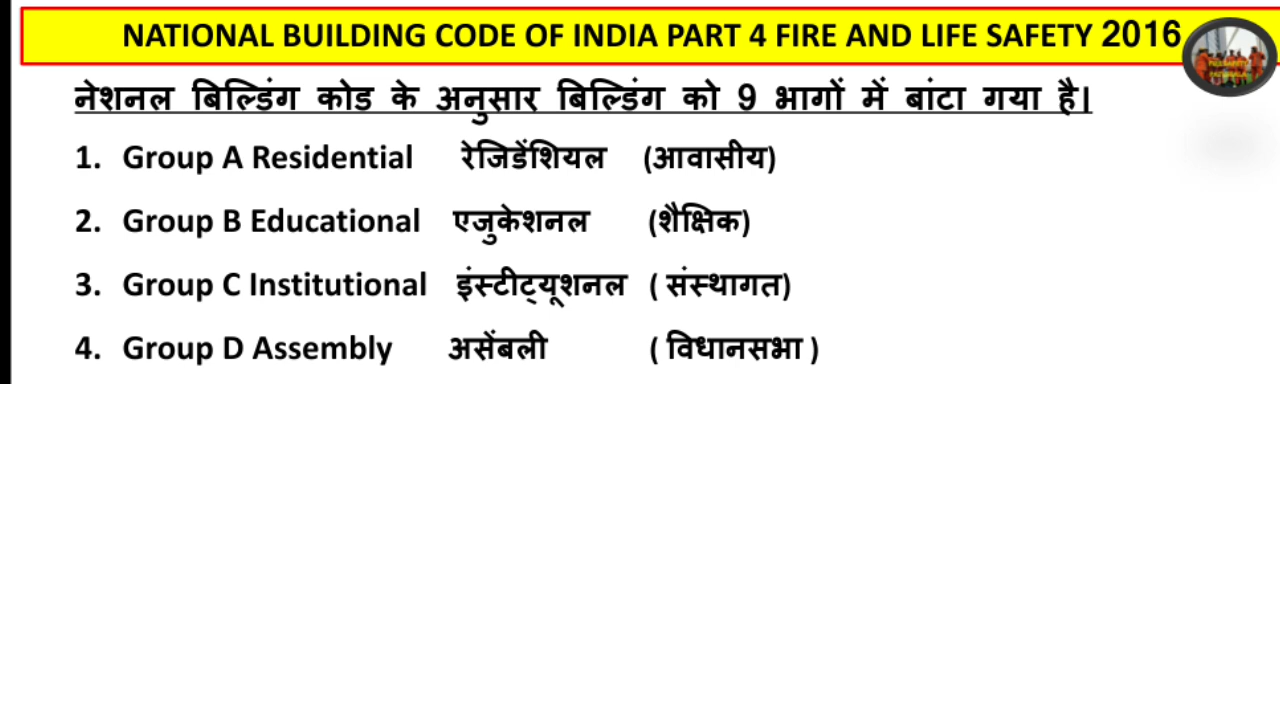 NATIONAL BUILDING CODE OF INDIA PART 4 FIRE AND LIFE SAFETY 2016
नेशनल बिल्डिंग कोड के अनुसार बिल्डिंग को 9 भागों में बांटा गया है।
1. Group A Residential रेजिडेंशियल (आवासीय)
2. Group B Educational एजुकेशनल (शैक्षिक)
3. Group C Institutional इंस्टीट्यूशनल ( संस्थागत)
4. Group D Assembly असेंबली ( विधानसभा )